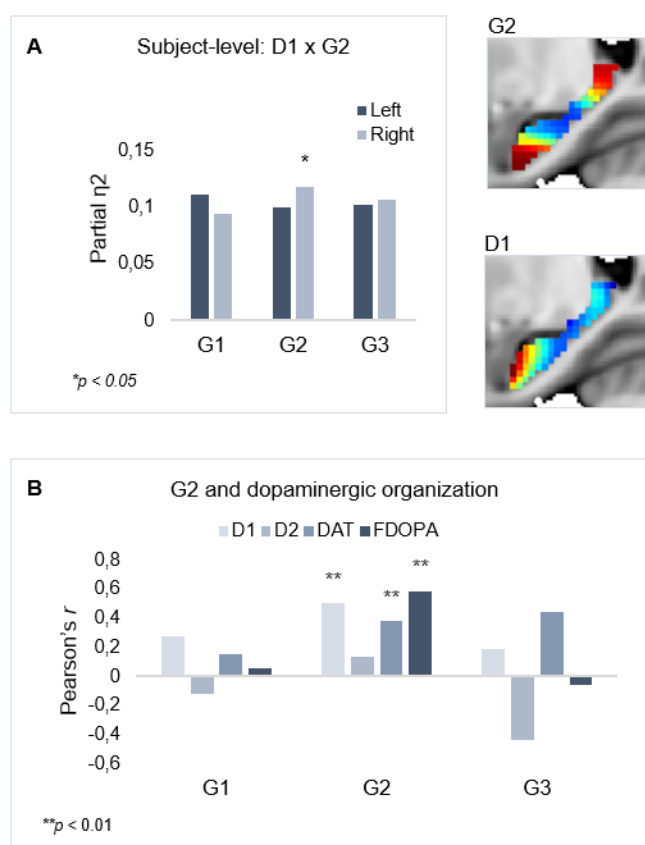 A Subject-level: D1 x G2
Left
Right
Partial η2
0,15
0,1
0,05
0
*
G1 G2 G3
*p < 0.05
G2
D1
B G2 and dopaminergic organization
D1 D2 DAT FDOPA
Pearson's r
0,8
0,6
0,4
0,2
0
-0,2
-0,4
-0,6
** ** **
G1 G2 G3
**p < 0.01